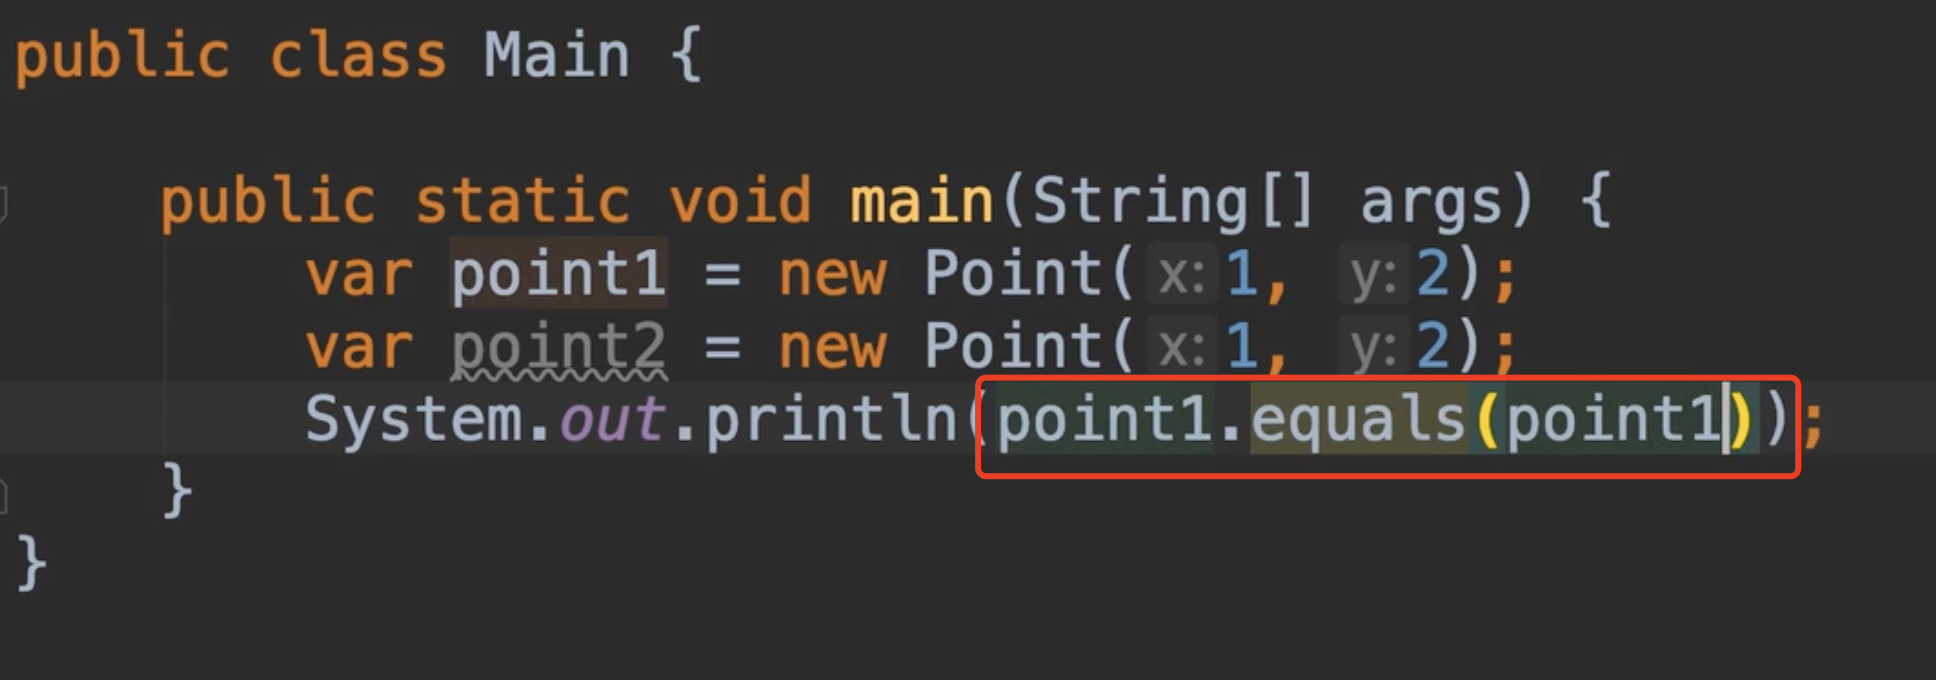 public class Main {
public static void main(String[] args) {
var point1 = new Point( x: 1, y: 2);
var point2 = new Point( x: 1, y: 2);
System.out.println(point1.equals(point1));
}
}